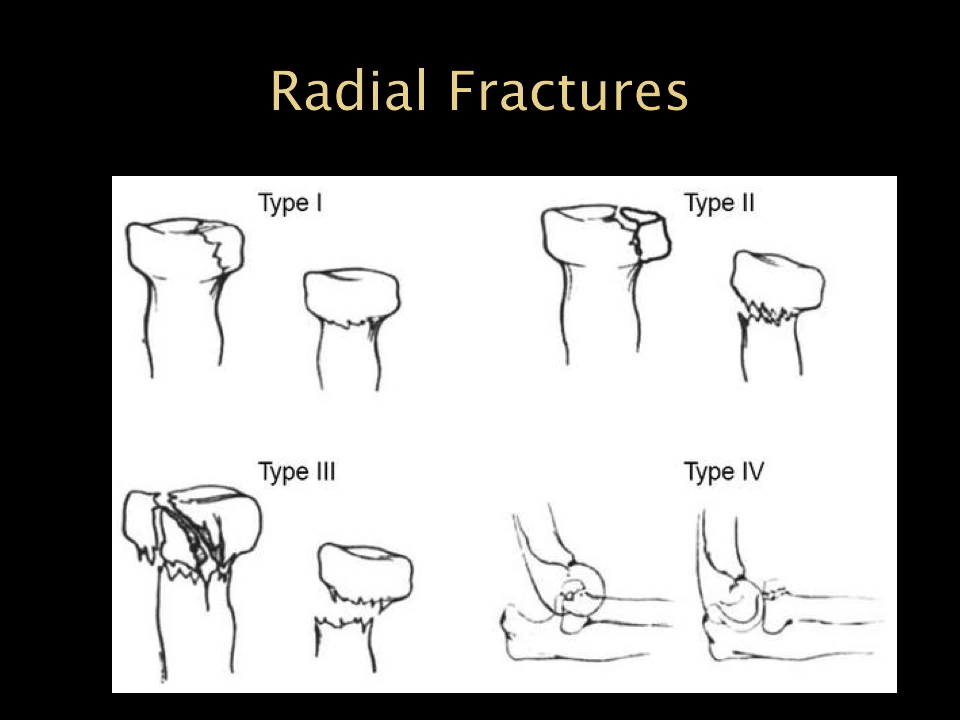 Radial Fractures
Type I
Type II
Type III
Type IV